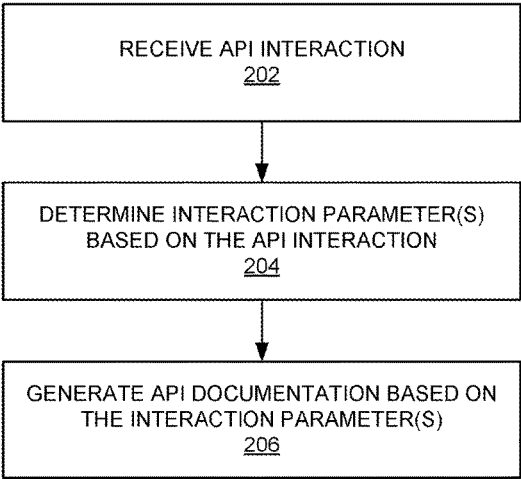 RECEIVE API INTERACTION
202
DETERMINE INTERACTION PARAMETER(S)
BASED ON THE API INTERACTION
204
GENERATE API DOCUMENTATION BASED ON
THE INTERACTION PARAMETER(S)
206